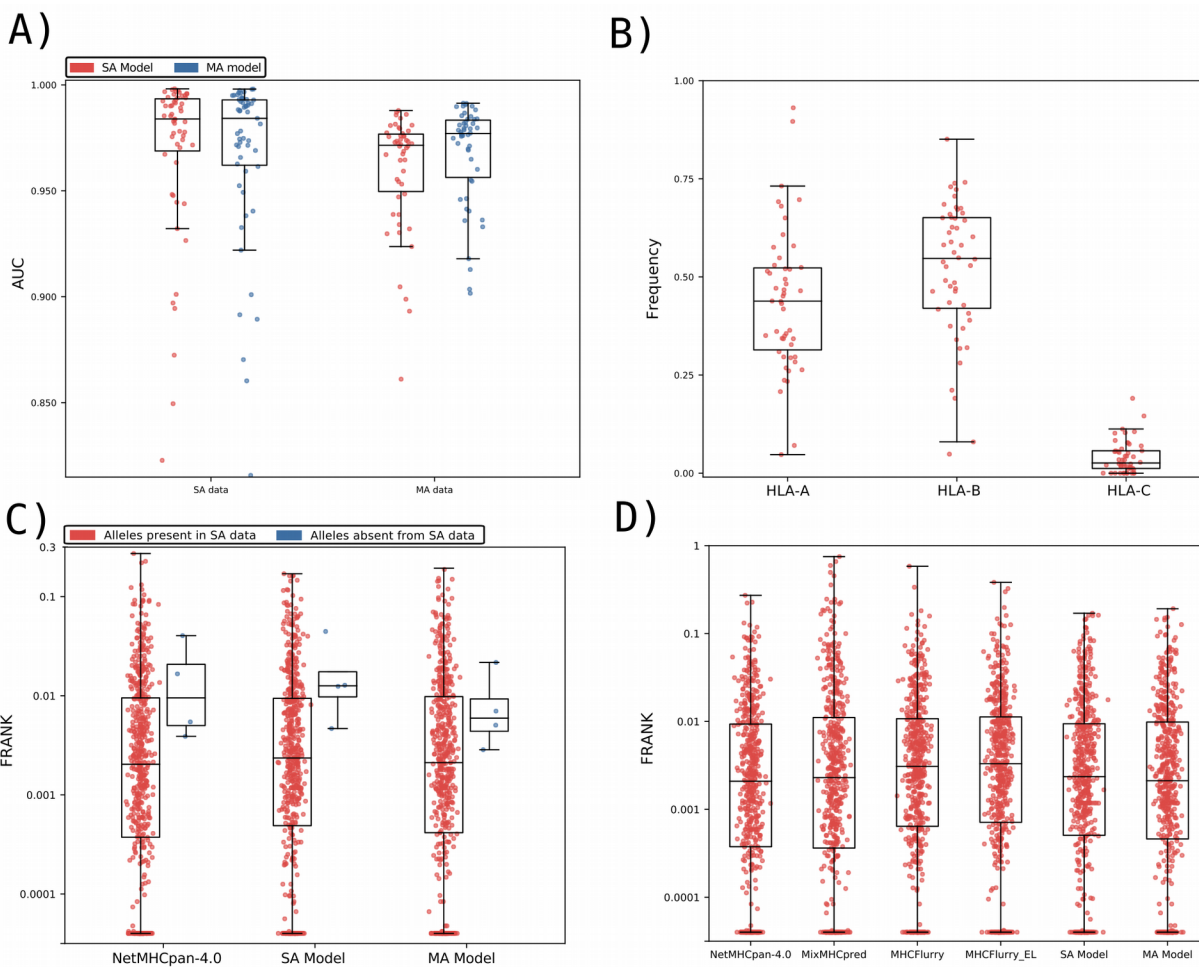 A)
SA Model MA model
1.000
0.950
0.900
0.850
AUC
SA data MA data
B)
1.00
0.75
0.50
0.25
0.00
Frequency
HLA-A HLA-B HLA-C
C)
Alleles present in SA data Alleles absent from SA data
0.3
0.1
0.01
0.001
0.0001
FRANK
NetMHCpan-4.0 SA Model MA Model
D)
1
0.1
0.01
0.001
0.0001
FRANK
NetMHCpan-4.0 MixMHCpred MHCFlurry MHCFlurry_EL SA Model MA Model